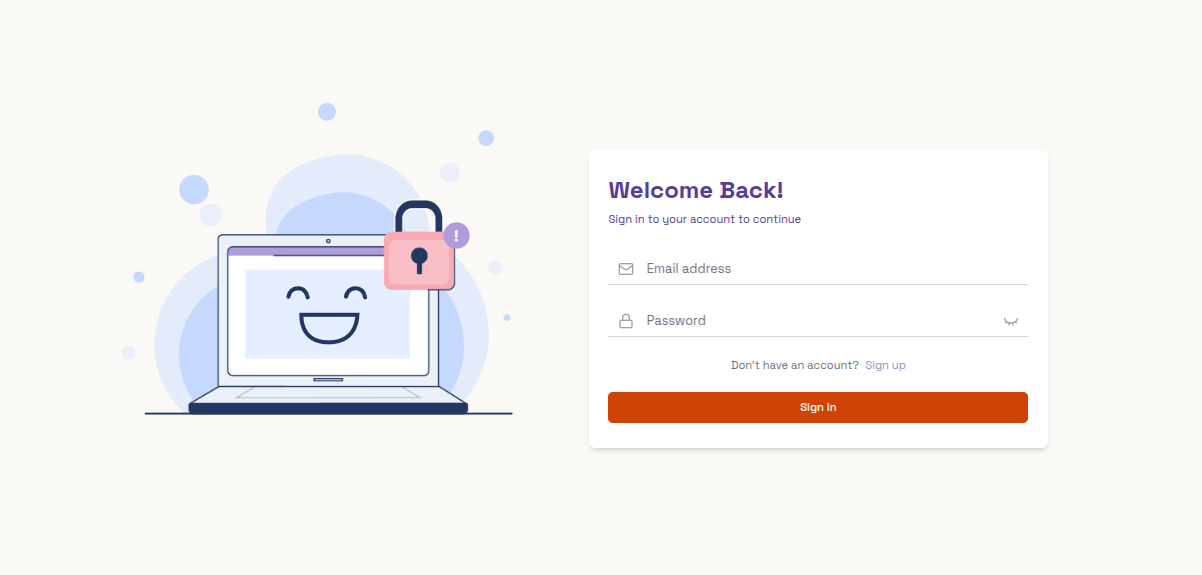 !
Welcome Back!
Sign in to your account to continue
Email address
Password
Don't have an account? Sign up
Sign in